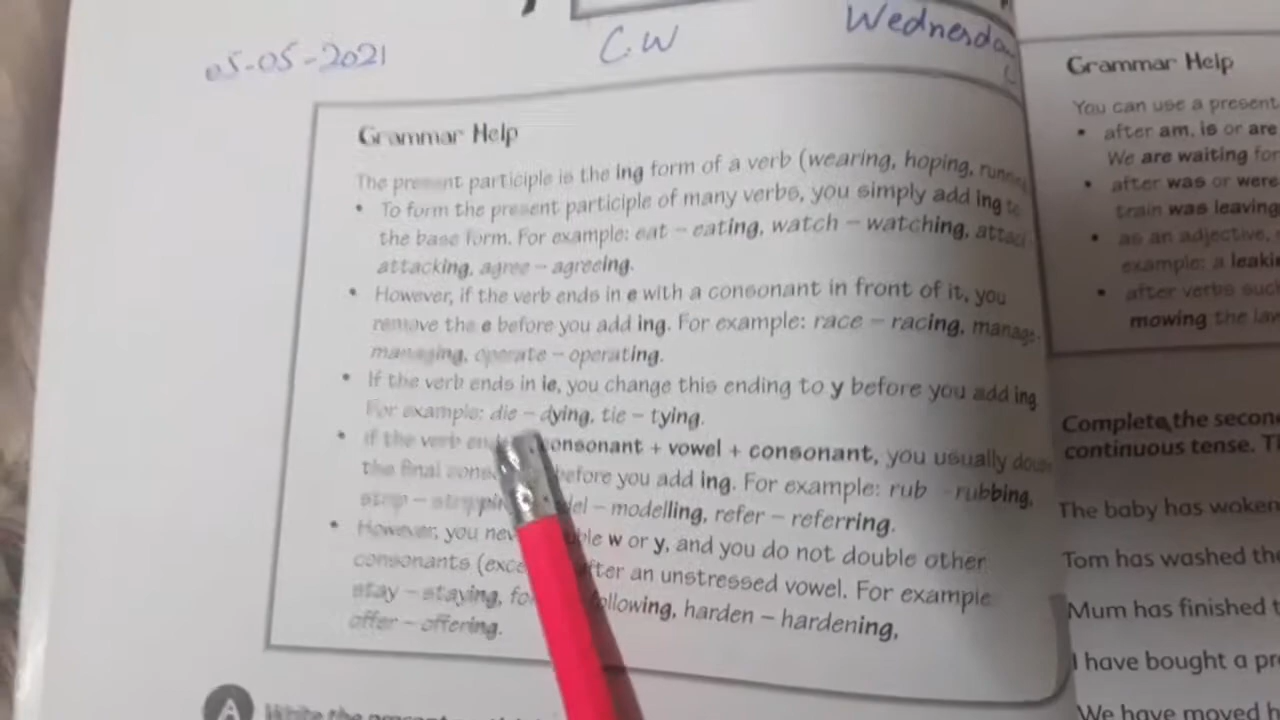 05-05-2021
C.W
Wednesda
Grammar Help
The present participle is the ing form of a verb (wearing, hoping,
• To form the present participle of many verbs, you simply add ing to
the base form. For example: eat – eating, watch – watching,
attacking, agree – agreeing.
• However, if the verb ends in e with a consonant in front of it, you
remove the e before you add ing. For example: race – racing, manage-
managing, operate – operating.
• If the verb ends in ie, you change this ending to y before you add ing.
For example: die – dying, tie – tying.
• If the verb consonant + vowel + consonant, you usually
the final before you add ing. For example: rub – rubbing,
– modelling, refer – referring.
• However, you w or y, and you do not double other
consonants after an unstressed vowel. For example:
stay – staying, following, harden – hardening,
offer – offering.
A
Grammar Help
You can use a present
• after am, is or are
We are waiting for
• after was or were
train was leaving
• as an adjective,
example: a
• after verbs
mowing the
Complete the
continuous tense.
The baby has woken
Tom has washed the
Mum has finished
I have bought a
We have moved